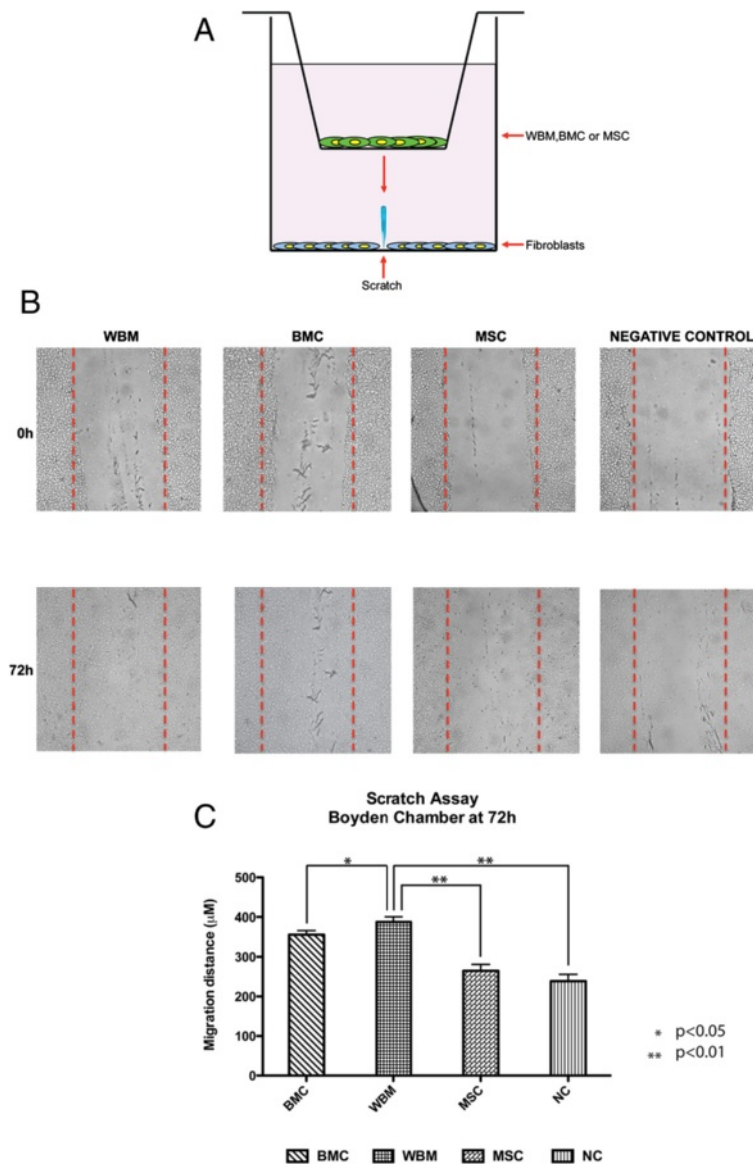 A
WBM,BMC or MSC
Fibroblasts
Scratch
B
WBM BMC MSC NEGATIVE CONTROL
0h
72h
C
Scratch Assay
Boyden Chamber at 72h
* **
**
500
400
300
200
100
0
Migration distance (μM)
BMC WBM MSC NC
* p<0.05
** p<0.01
BMC WBM MSC NC